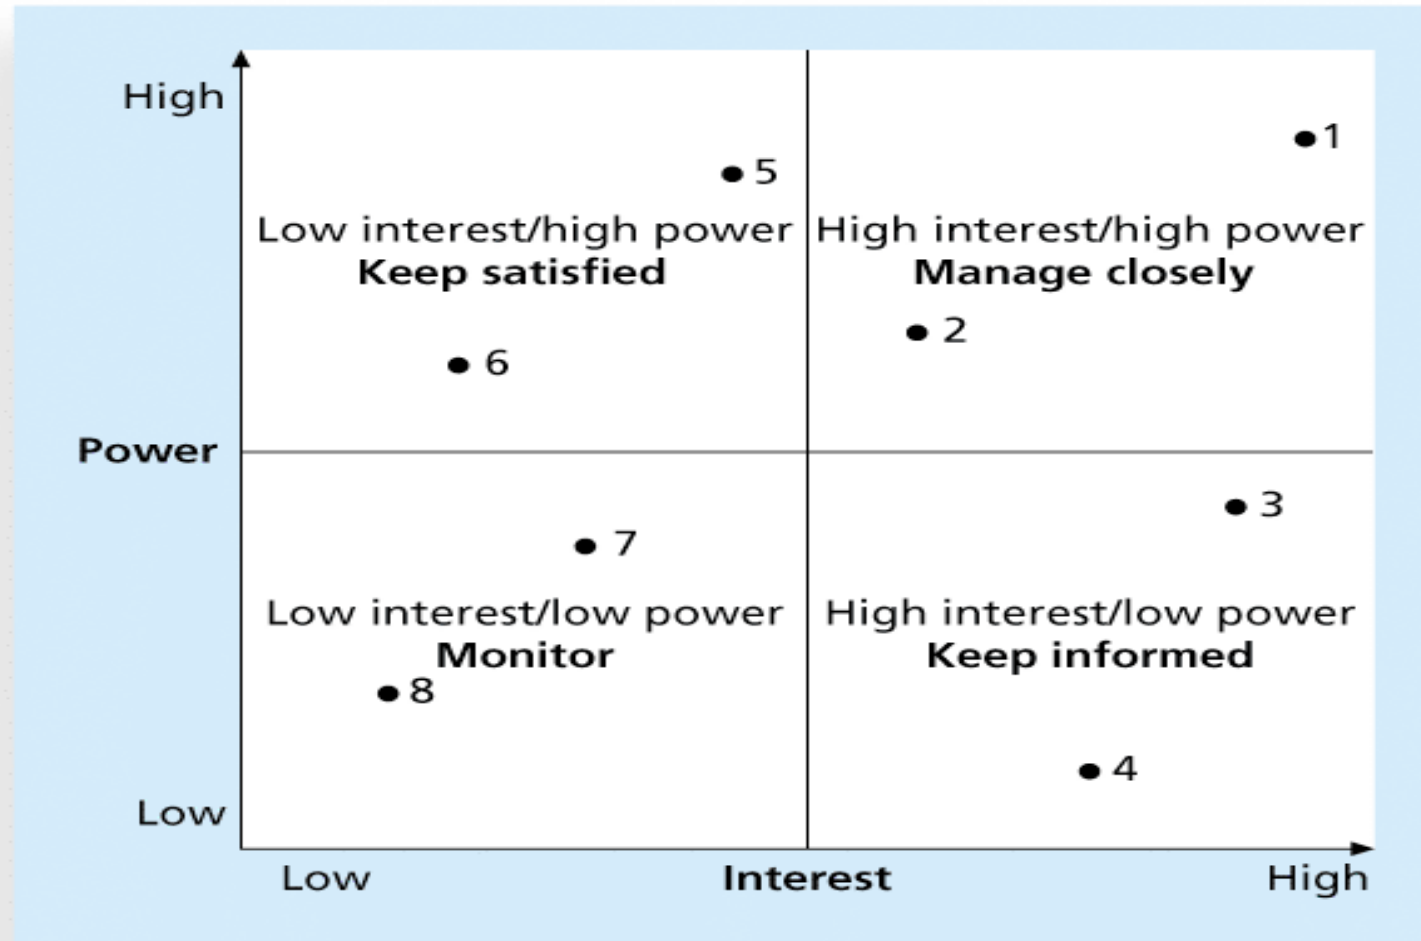 High
1
5
Low interest/high power
Keep satisfied
High interest/high power
Manage closely
2
6
Power
3
7
Low interest/low power
Monitor
High interest/low power
Keep informed
8
4
Low
Low
Interest
High